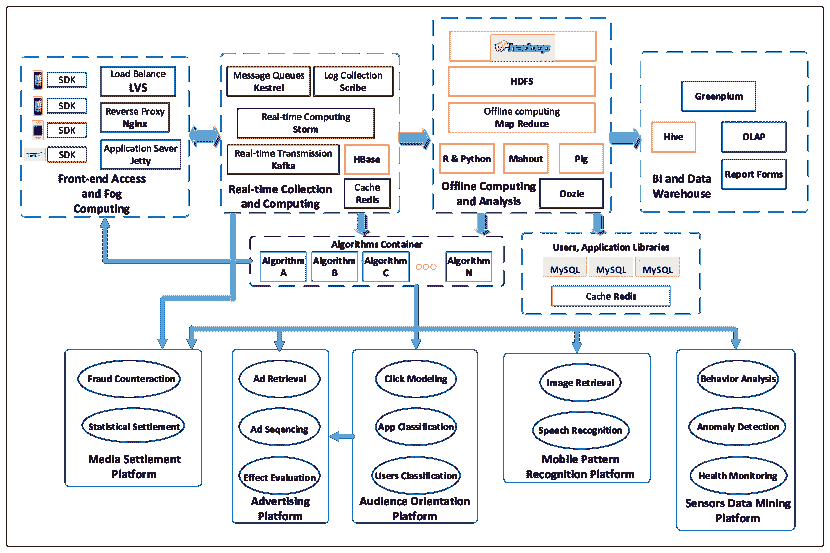 SDK
SDK
SDK
SDK
Load Balance
LVS
Reverse Proxy
Nginx
Application Sever
Jetty
Front-end Access
and Fog
Computing
Message Queues
Kestrel
Log Collection
Scribe
Real-time Computing
Storm
Real-time Transmission
Kafka
HBase
Cache
Redis
Real-time Collection
and Computing
hadoop
HDFS
Offline computing
Map Reduce
R & Python
Mahout
Pig
Oozie
Offline Computing
and Analysis
Greenplum
Hive
OLAP
Report Forms
BI and Data
Warehouse
Algorithms Container
Algorithm
A
Algorithm
B
Algorithm
C
Algorithm
N
Users, Application Libraries
MySQL
MySQL
MySQL
Cache Redis
Fraud Counteraction
Statistical Settlement
Media Settlement
Platform
Ad Retrieval
Ad Seqencing
Effect Evaluation
Advertising
Platform
Click Modeling
App Classification
Users Classification
Audience Orientation
Platform
Image Retrieval
Speech Recognition
Mobile Pattern
Recognition Platform
Behavior Analysis
Anomaly Detection
Health Monitoring
Sensors Data Mining
Platform